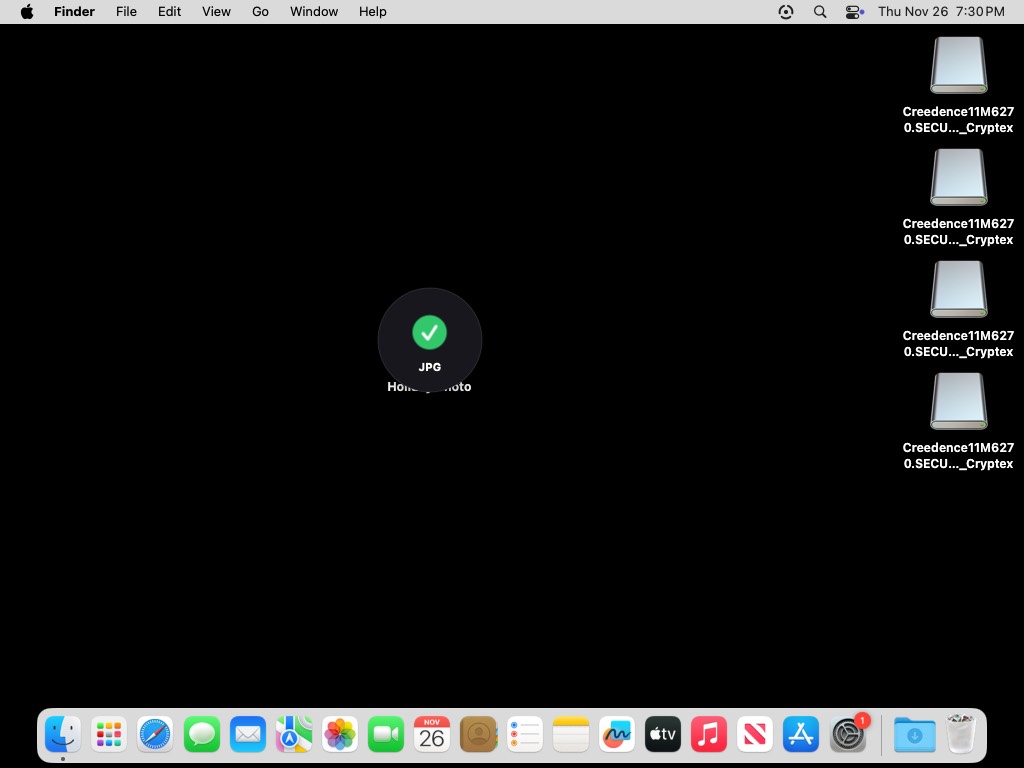 Finder File Edit View Go Window Help Thu Nov 26 7:30 PM
Creedence11M627
0.SECU..._Cryptex
Creedence11M627
0.SECU..._Cryptex
Creedence11M627
0.SECU..._Cryptex
JPG
Creedence11M627
0.SECU..._Cryptex
NOV
26
tv
1